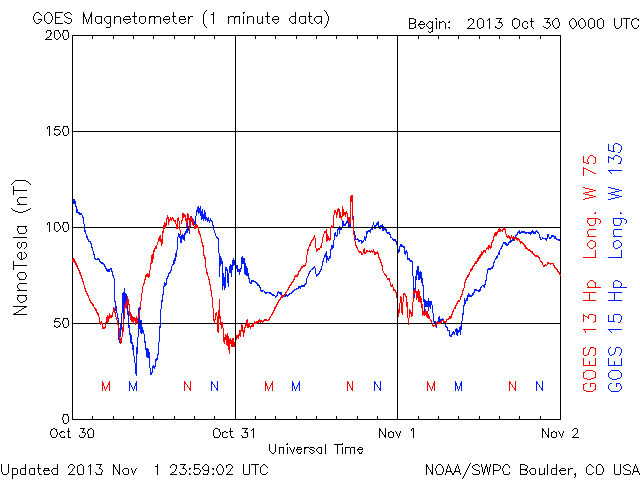 GOES Magnetometer (1 minute data)
Begin: 2013 Oct 30 0000 UTC
200
150
100
50
0
NanoTesla (nT)
M M N N M M N N M M N N
Oct 30 Oct 31 Nov 1 Nov 2
Universal Time
GOES 13 Hp Long. W 75
GOES 15 Hp Long. W 135
Updated 2013 Nov 1 23:59:02 UTC
NOAA/SWPC Boulder, CO USA